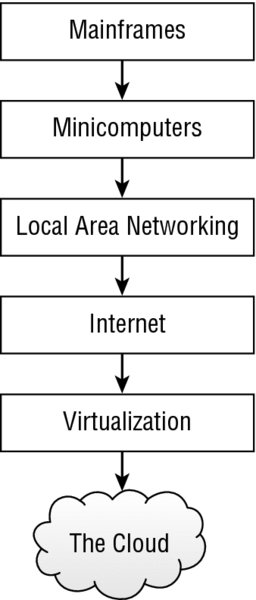 Mainframes
Minicomputers
Local Area Networking
Internet
Virtualization
The Cloud